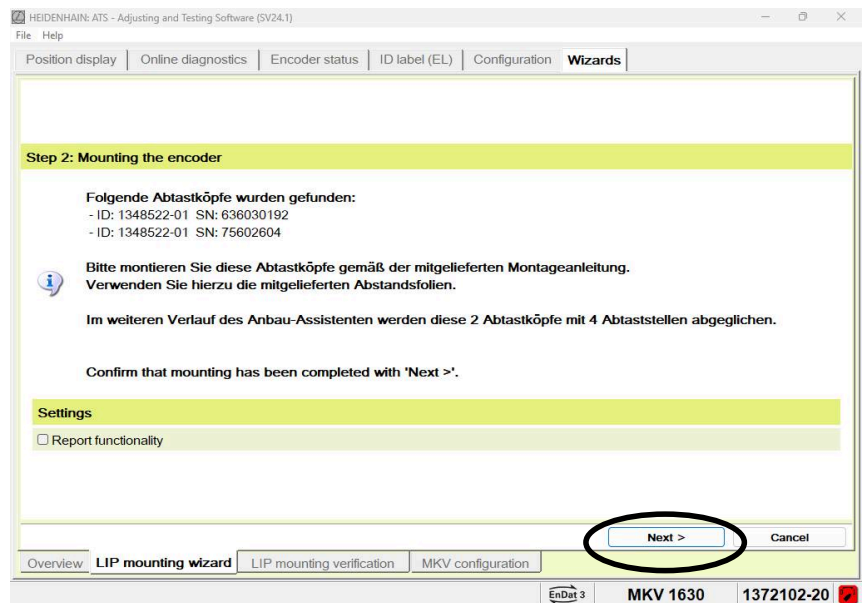 HEIDENHAIN: ATS - Adjusting and Testing Software (SV24.1)
File Help
Position display Online diagnostics Encoder status ID label (EL) Configuration Wizards
Step 2: Mounting the encoder
Folgende Abtastköpfe wurden gefunden:
- ID: 1348522-01 SN: 636030192
- ID: 1348522-01 SN: 75602604
Bitte montieren Sie diese Abtastköpfe gemäß der mitgelieferten Montageanleitung.
Verwenden Sie hierzu die mitgelieferten Abstandsfolien.
Im weiteren Verlauf des Anbau-Assistenten werden diese 2 Abtastköpfe mit 4 Abtaststellen abgeglichen.
Confirm that mounting has been completed with 'Next >'.
Settings
Report functionality
Next > Cancel
Overview LIP mounting wizard LIP mounting verification MKV configuration
EnDat 3 MKV 1630 1372102-20